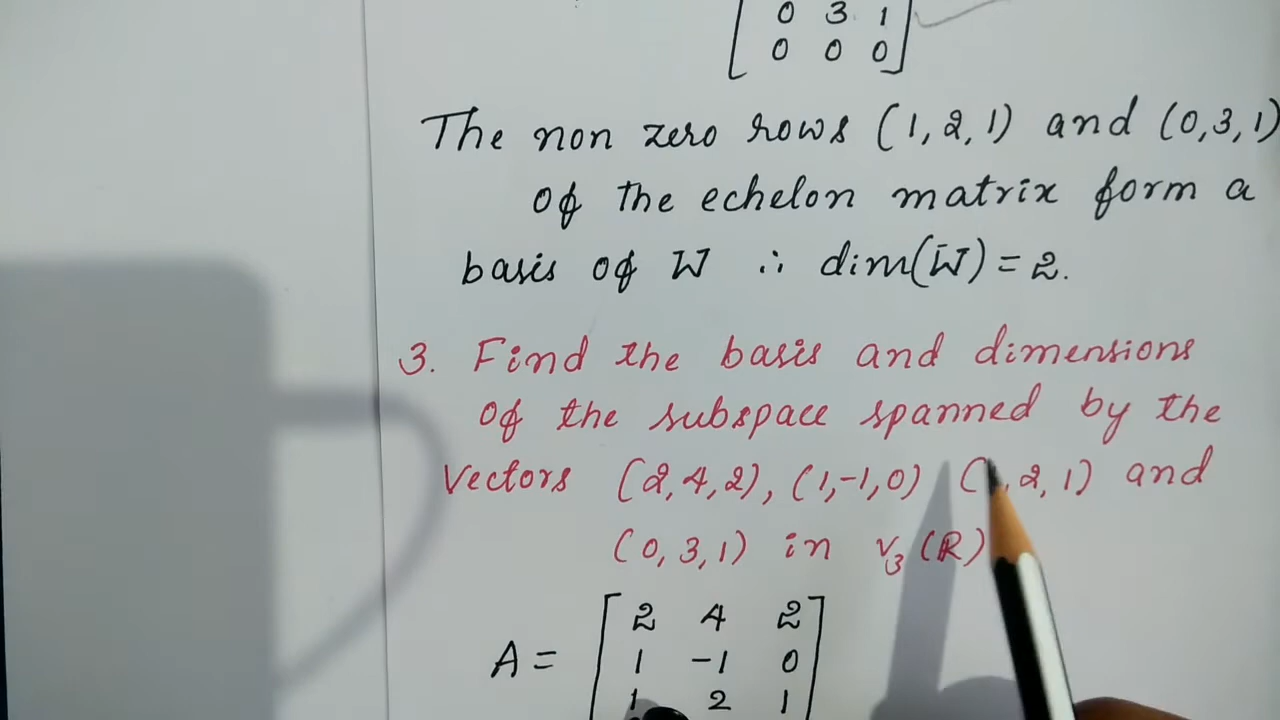 0 3 1
0 0 0
The non zero rows (1, 2, 1) and (0, 3, 1)
of the echelon matrix form a
basis of W ∴ dim(W) = 2.
3. Find the basis and dimensions
of the subspace spanned by the
vectors (2, 4, 2), (1, -1, 0) ( , 2, 1) and
(0, 3, 1) in V₃ (R)
2 4 2
A = 1 -1 0
1 2 1